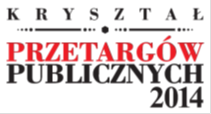 KRYSZTAŁ
PRZETARGÓW
PUBLICZNYCH
2014